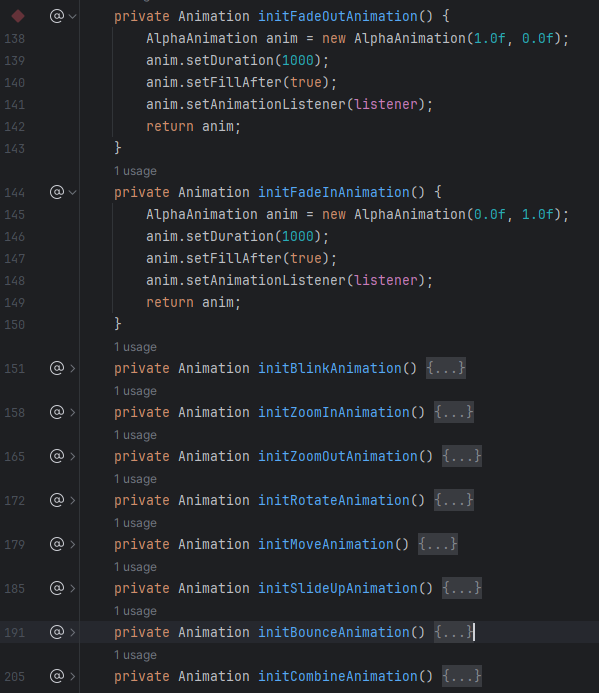 private Animation initFadeOutAnimation() {
138 AlphaAnimation anim = new AlphaAnimation(1.0f, 0.0f);
139 anim.setDuration(1000);
140 anim.setFillAfter(true);
141 anim.setAnimationListener(listener);
142 return anim;
143 }
1 usage
144 private Animation initFadeInAnimation() {
145 AlphaAnimation anim = new AlphaAnimation(0.0f, 1.0f);
146 anim.setDuration(1000);
147 anim.setFillAfter(true);
148 anim.setAnimationListener(listener);
149 return anim;
150 }
1 usage
151 private Animation initBlinkAnimation() {...}
1 usage
158 private Animation initZoomInAnimation() {...}
1 usage
165 private Animation initZoomOutAnimation() {...}
1 usage
172 private Animation initRotateAnimation() {...}
1 usage
179 private Animation initMoveAnimation() {...}
1 usage
185 private Animation initSlideUpAnimation() {...}
1 usage
191 private Animation initBounceAnimation() {...}
1 usage
205 private Animation initCombineAnimation() {...}